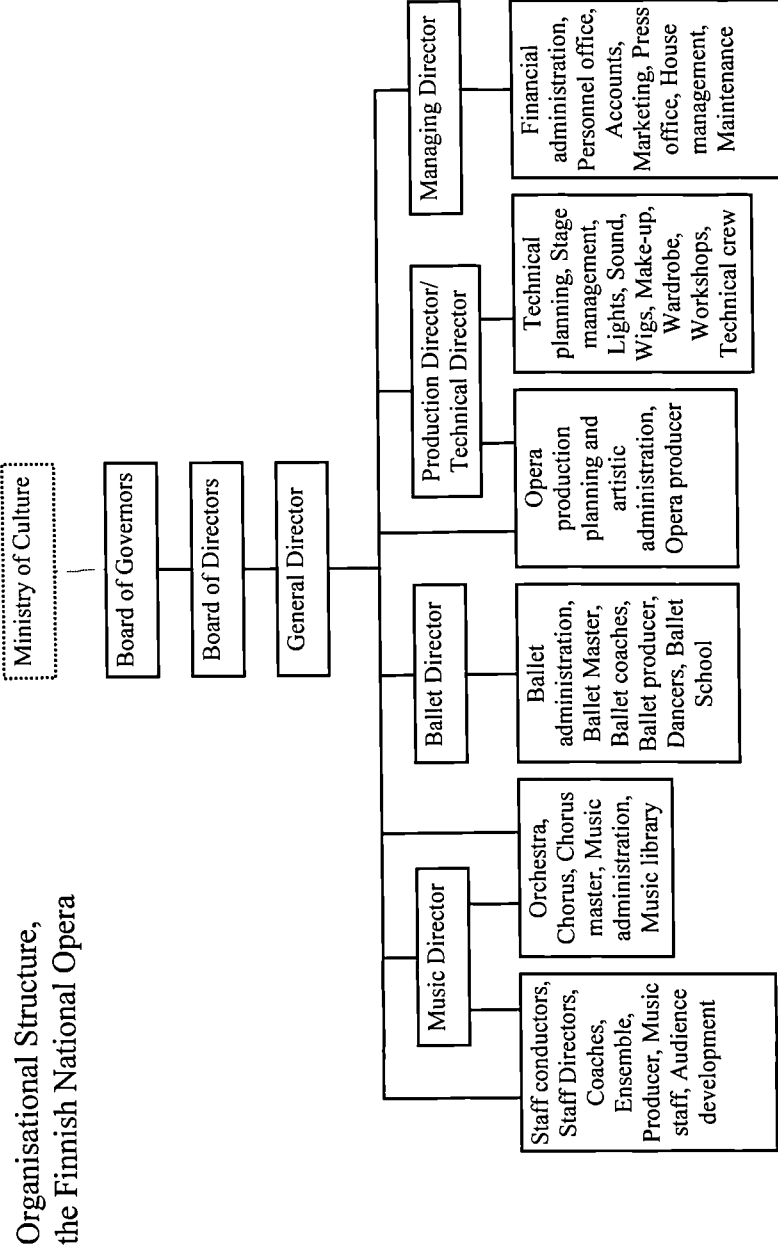 Organisational Structure,
the Finnish National Opera
Ministry of Culture
Board of Governors
Board of Directors
General Director
Music Director
Ballet Director
Production Director/
Technical Director
Managing Director
Staff conductors,
Staff Directors,
Coaches,
Ensemble,
Producer, Music
staff, Audience
development
Orchestra,
Chorus, Chorus
master, Music
administration,
Music library
Ballet
administration,
Ballet Master,
Ballet coaches,
Ballet producer,
Dancers, Ballet
School
Opera
production
planning and
artistic
administration,
Opera producer
Technical
planning, Stage
management,
Lights, Sound,
Wigs, Make-up,
Wardrobe,
Workshops,
Technical crew
Financial
administration,
Personnel office,
Accounts,
Marketing, Press
office, House
management,
Maintenance